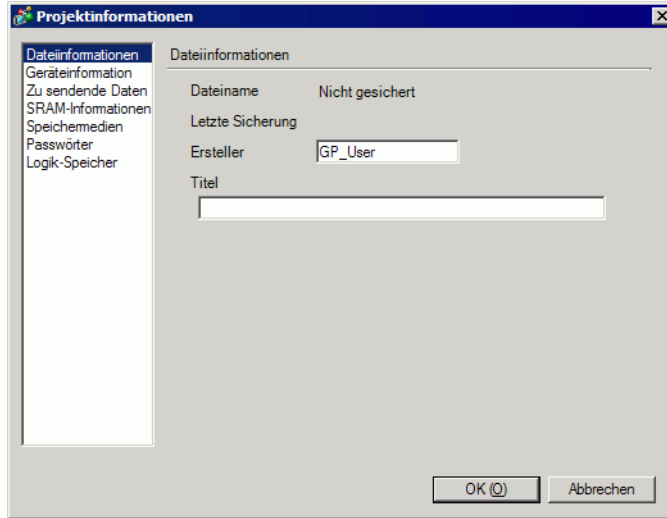 Projektinformationen
Dateiinformationen
Geräteinformation
Zu sendende Daten
SRAM-Informationen
Speichermedien
Passwörter
Logik-Speicher
Dateiinformationen
Dateiname Nicht gesichert
Letzte Sicherung
Ersteller GP_User
Titel
OK (O) Abbrechen